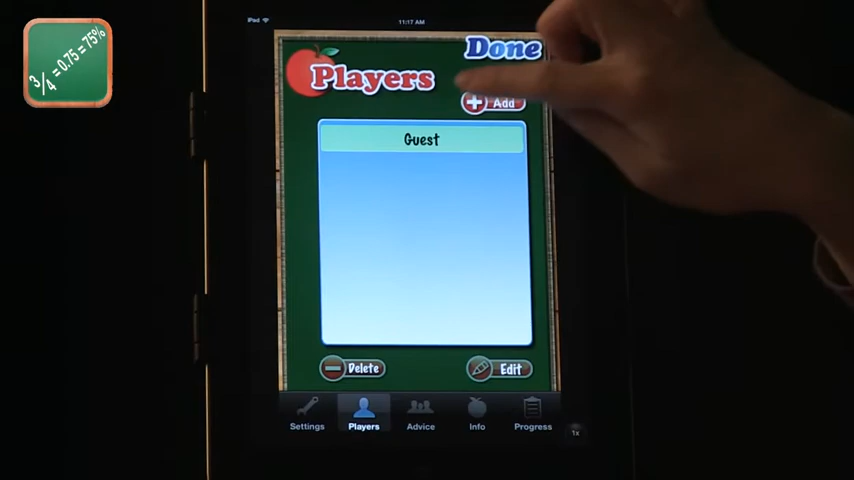 3/4 = 0.75 = 75%
iPad
11:17 AM
Done
Players
Add
Guest
Delete
Edit
Settings
Players
Advice
Info
Progress
1x